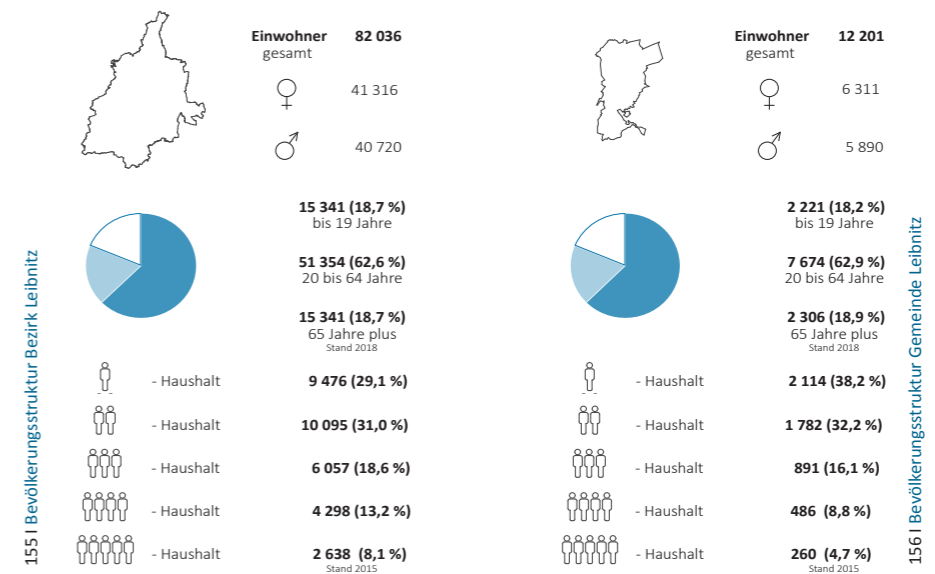 155 I Bevölkerungsstruktur Bezirk Leibnitz
Einwohner 82 036
gesamt
41 316
40 720
15 341 (18,7 %)
bis 19 Jahre
51 354 (62,6 %)
20 bis 64 Jahre
15 341 (18,7 %)
65 Jahre plus
Stand 2018
- Haushalt 9 476 (29,1 %)
- Haushalt 10 095 (31,0 %)
- Haushalt 6 057 (18,6 %)
- Haushalt 4 298 (13,2 %)
- Haushalt 2 638 (8,1 %)
Stand 2015
Einwohner 12 201
gesamt
6 311
5 890
2 221 (18,2 %)
bis 19 Jahre
7 674 (62,9 %)
20 bis 64 Jahre
2 306 (18,9 %)
65 Jahre plus
Stand 2018
- Haushalt 2 114 (38,2 %)
- Haushalt 1 782 (32,2 %)
- Haushalt 891 (16,1 %)
- Haushalt 486 (8,8 %)
- Haushalt 260 (4,7 %)
Stand 2015
156 I Bevölkerungsstruktur Gemeinde Leibnitz